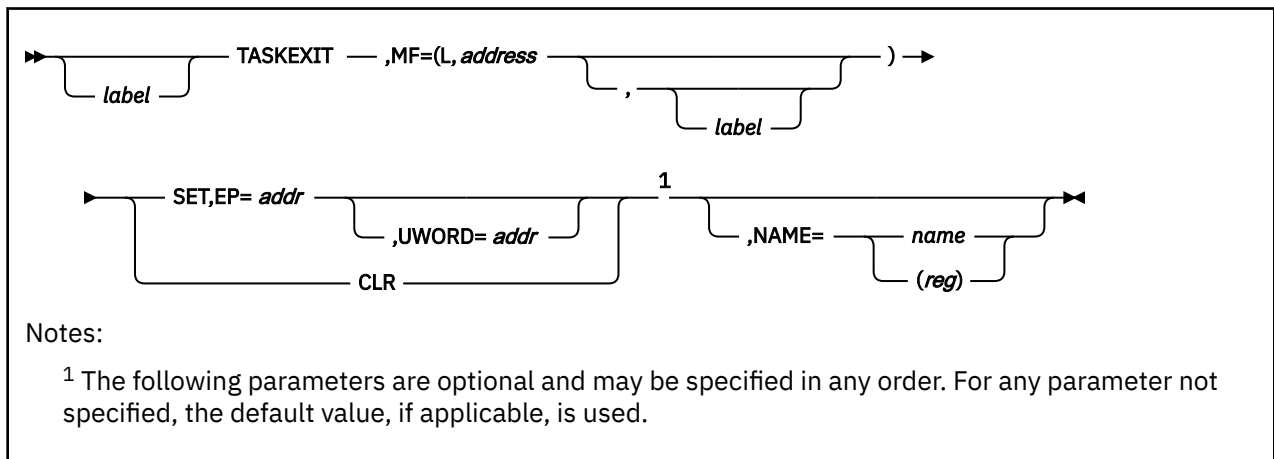 TASKEXIT ,MF=(L, address )
label ,
label
1
SET,EP= addr
,UWORD= addr ,NAME= name
CLR (reg)
Notes:
1 The following parameters are optional and may be specified in any order. For any parameter not
specified, the default value, if applicable, is used.